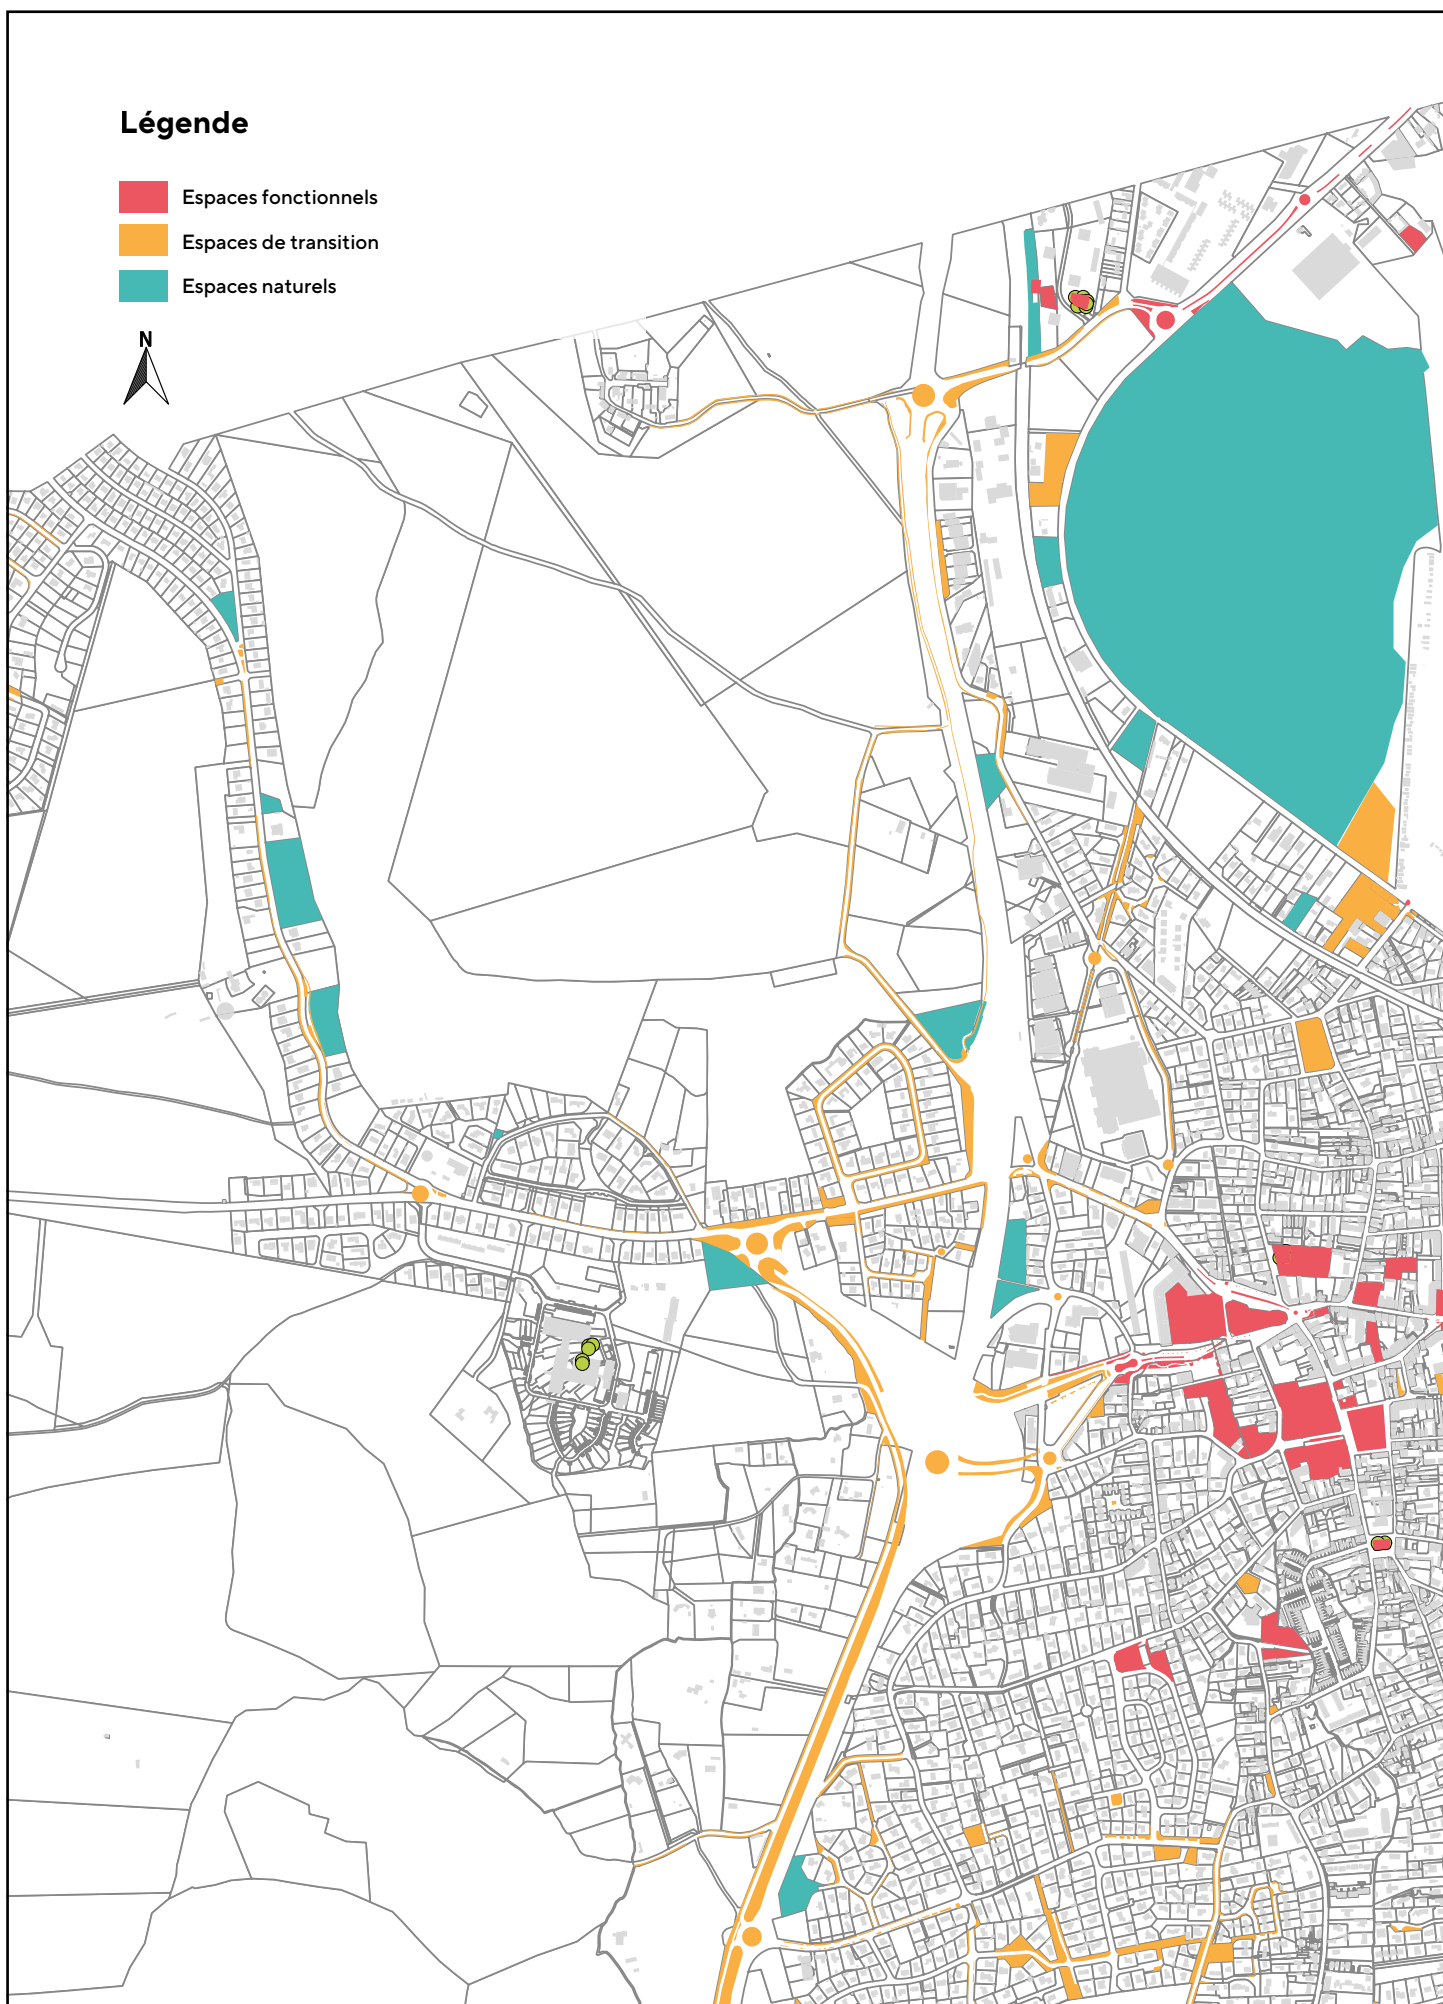 Légende
Espaces fonctionnels
Espaces de transition
Espaces naturels
N